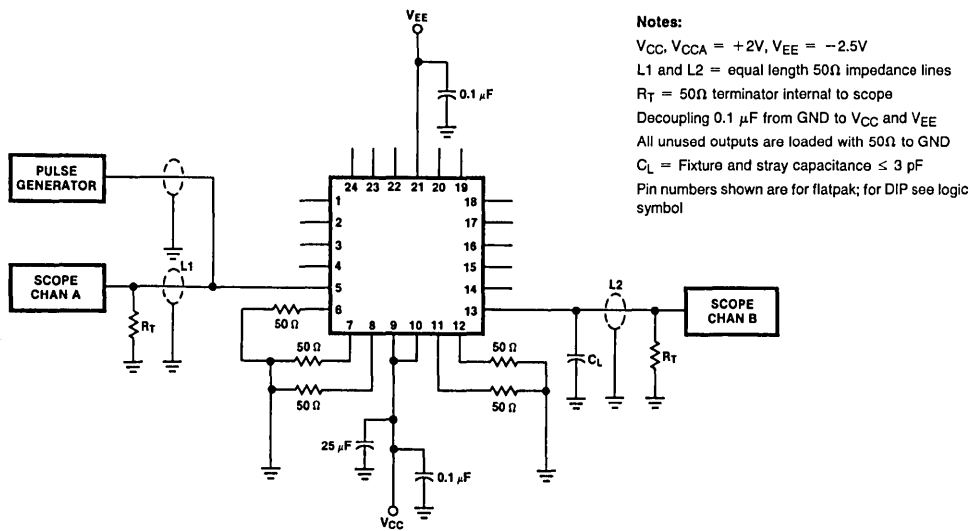 VEE
0.1 μF
24 23 22 21 20 19
PULSE
GENERATOR
SCOPE
CHAN A
L1
RT
1
2
3
4
5
6
7 8 9 10 11 12
18
17
16
15
14
13
50 Ω
50 Ω
50 Ω
50 Ω
50 Ω
25 μF
0.1 μF
VCC
CL
L2
RT
SCOPE
CHAN B
Notes:
VCC, VCCA = +2V, VEE = −2.5V
L1 and L2 = equal length 50Ω impedance lines
RT = 50Ω terminator internal to scope
Decoupling 0.1 μF from GND to VCC and VEE
All unused outputs are loaded with 50Ω to GND
CL = Fixture and stray capacitance ≤ 3 pF
Pin numbers shown are for flatpak; for DIP see logic
symbol